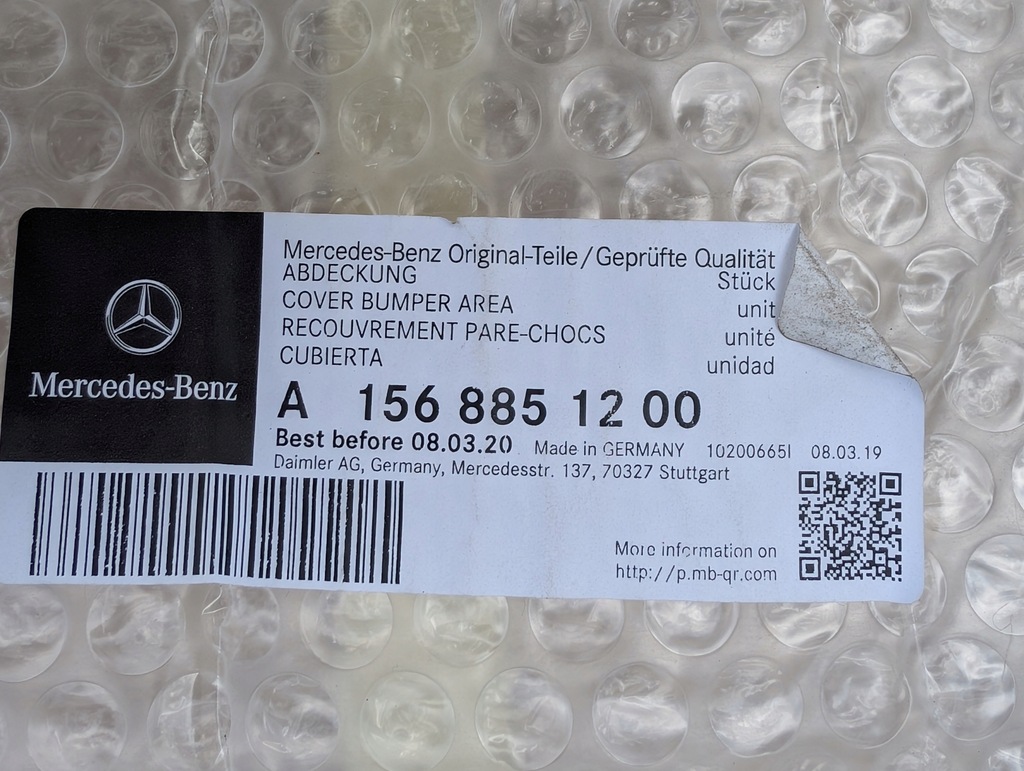 Mercedes-Benz
Mercedes-Benz Original-Teile/Geprüfte Qualität
ABDECKUNG Stück
COVER BUMPER AREA unit
RECOUVREMENT PARE-CHOCS unité
CUBIERTA unidad
A 156 885 12 00
Best before 08.03.20 Made in GERMANY 10200665I 08.03.19
Daimler AG, Germany, Mercedesstr. 137, 70327 Stuttgart
More information on
http://p.mb-qr.com